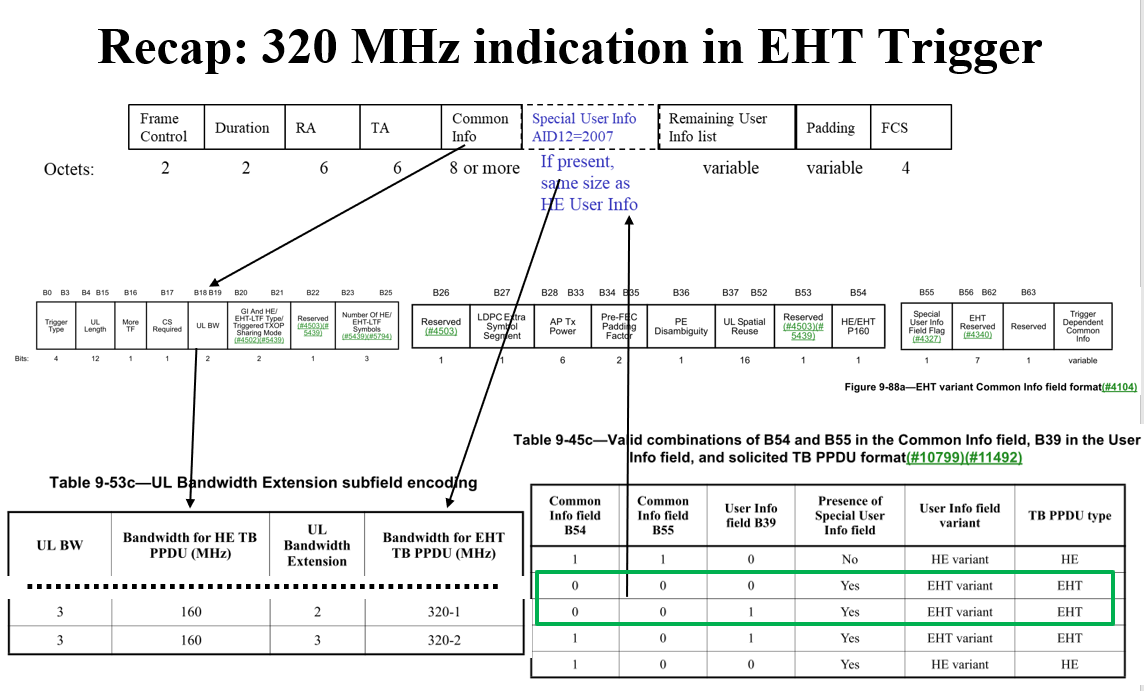 Recap: 320 MHz indication in EHT Trigger
Frame Control
Duration
RA
TA
Common Info
Special User Info AID12=2007
Remaining User Info list
Padding
FCS
Octets: 2 2 6 6 8 or more
If present, same size as HE User Info
variable variable 4
B0 B3 B4 B15 B16 B17 B18 B19 B20 B21 B22 B23 B25
Trigger Type
UL Length
More TF
CS Required
UL BW
GI And HE/EHT-LTF Type/Triggered TXOP Sharing Mode (#4502)(#5439)
Reserved (#4503)(#5439)
Number Of HE/EHT-LTF Symbols (#5439)(#5794)
Bits: 4 12 1 1 2 2 1 3
B26 B27 B28 B33 B34 B35 B36 B37 B52 B53 B54
Reserved (#4503)
LDPC Extra Symbol Segment
AP Tx Power
Pre-FEC Padding Factor
PE Disambiguity
UL Spatial Reuse
Reserved (#4503)(#5439)
HE/EHT P160
1 1 6 2 1 16 1 1
B55 B56 B62 B63
Special User Info Field Flag (#4327)
EHT Reserved (#4340)
Reserved
Trigger Dependent Common Info
1 7 1 variable
Figure 9-88a—EHT variant Common Info field format(#4104)
Table 9-53c—UL Bandwidth Extension subfield encoding
UL BW | Bandwidth for HE TB PPDU (MHz) | UL Bandwidth Extension | Bandwidth for EHT TB PPDU (MHz)
3 160 2 320-1
3 160 3 320-2
Table 9-45c—Valid combinations of B54 and B55 in the Common Info field, B39 in the User
Info field, and solicited TB PPDU format(#10799)(#11492)
Common Info field B54 | Common Info field B55 | User Info field B39 | Presence of Special User Info field | User Info field variant | TB PPDU type
1 1 0 No HE variant HE
0 0 0 Yes EHT variant EHT
0 0 1 Yes EHT variant EHT
1 0 1 Yes EHT variant EHT
1 0 0 Yes HE variant HE